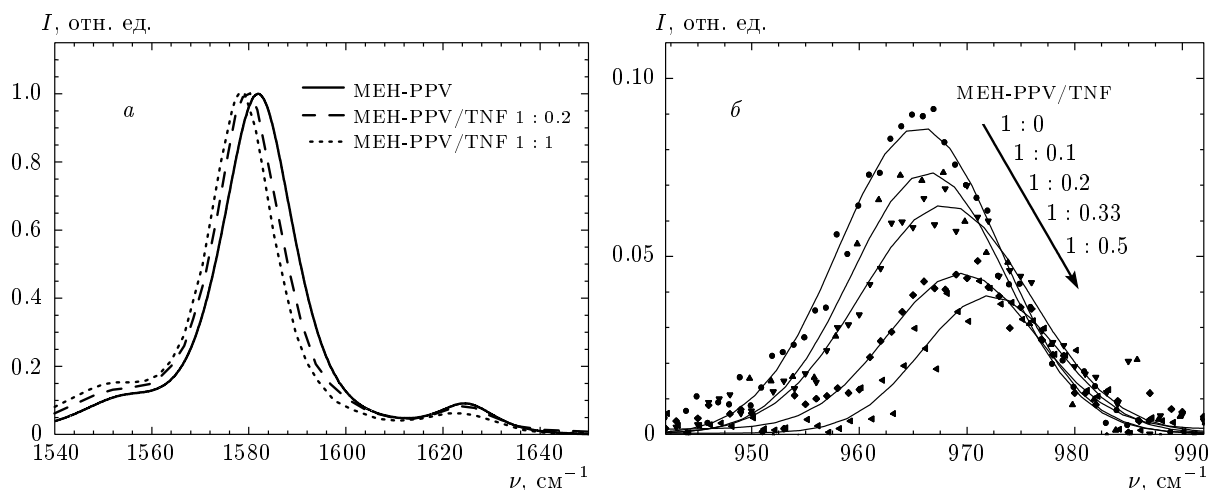 I, отн. ед.
1.0
0.8
0.6
0.4
0.2
0
1540
1560
1580
1600
1620
1640
ν, см⁻¹
а
MEH-PPV
MEH-PPV/TNF 1 : 0.2
MEH-PPV/TNF 1 : 1
I, отн. ед.
0.10
0.05
0
950
960
970
980
990
ν, см⁻¹
б
MEH-PPV/TNF
1 : 0
1 : 0.1
1 : 0.2
1 : 0.33
1 : 0.5